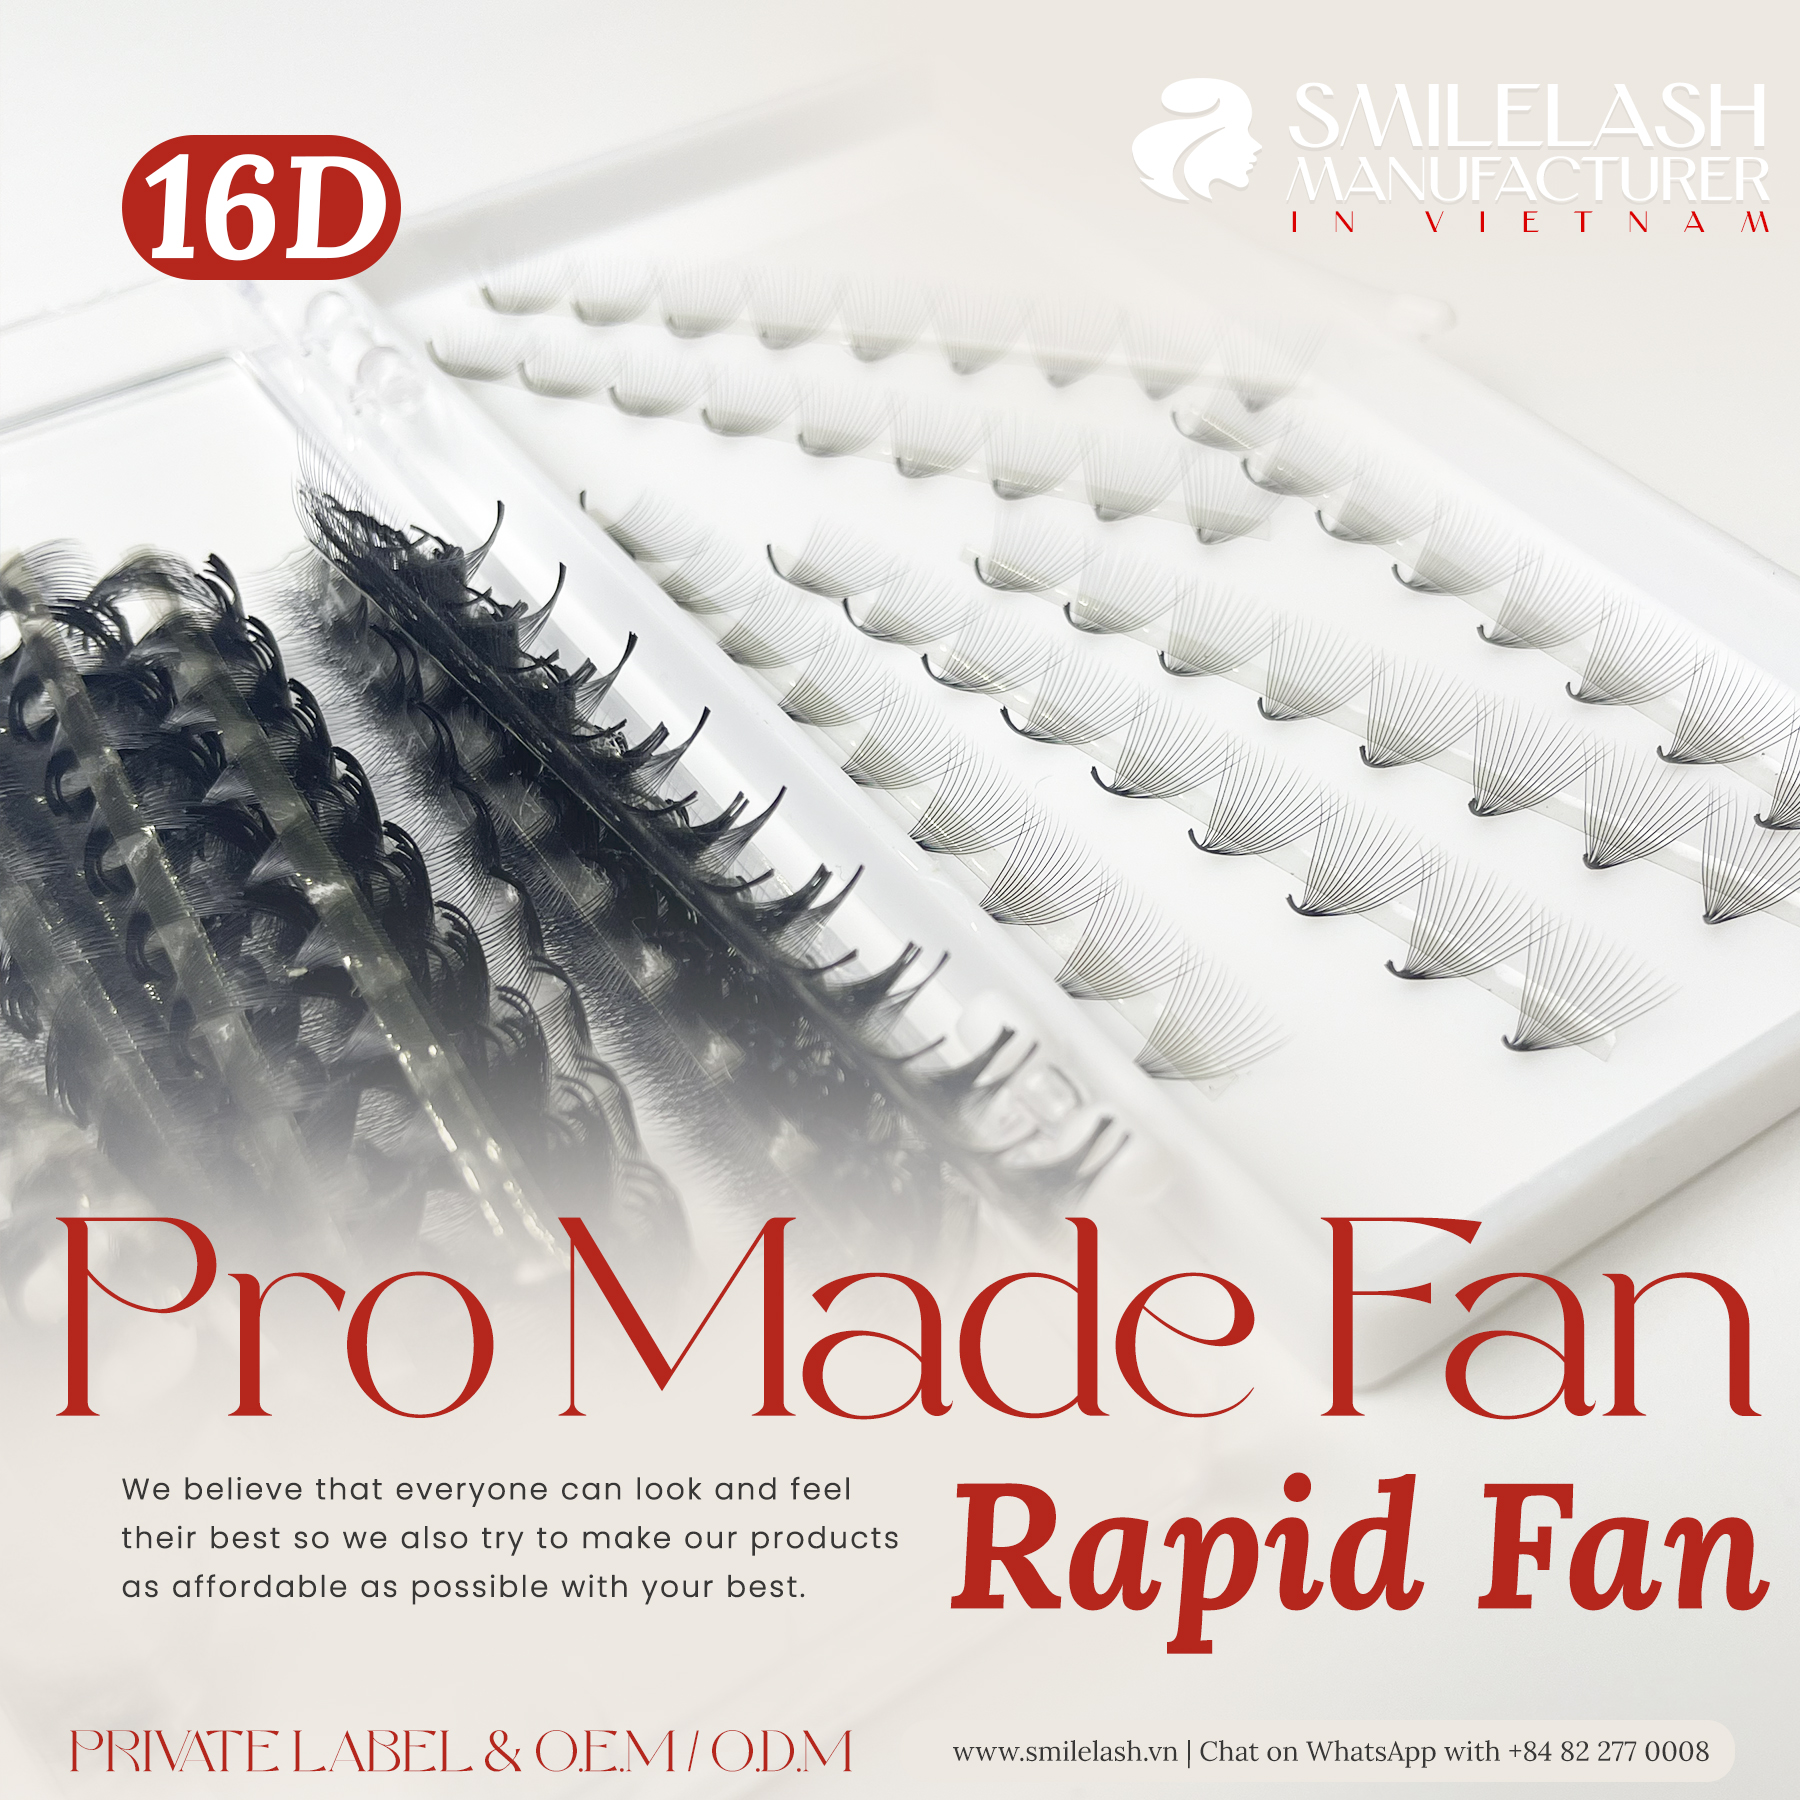 16D
SMILELASH
MANUFACTURER
IN VIETNAM
Pro Made Fan
We believe that everyone can look and feel
their best so we also try to make our products
as affordable as possible with your best.
Rapid Fan
PRIVATE LABEL & O.E.M / O.D.M
www.smilelash.vn | Chat on WhatsApp with +84 82 277 0008